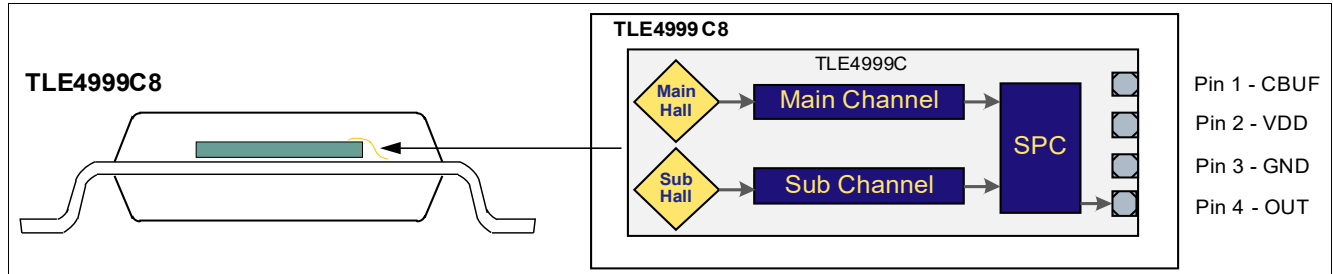 TLE4999C8
TLE4999C8
TLE4999C
Main
Hall
Main Channel
Sub
Hall
Sub Channel
SPC
Pin 1 - CBUF
Pin 2 - VDD
Pin 3 - GND
Pin 4 - OUT